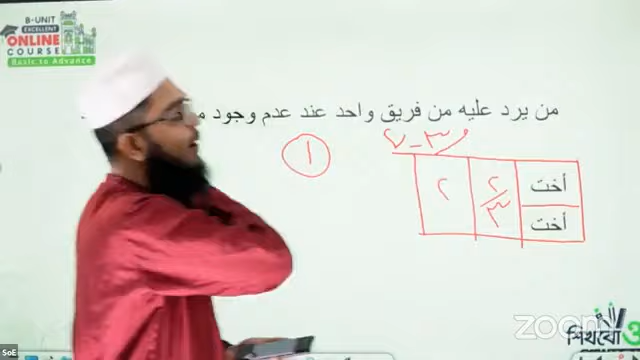 B-UNIT
EXCELLENT
ONLINE
COURSE
Basic to Advance
من يرد عليه من فريق واحد عند عدم وجود
١
٣
٢
٢
٣
أخت
أخت
zoom
শিখবো
SoE